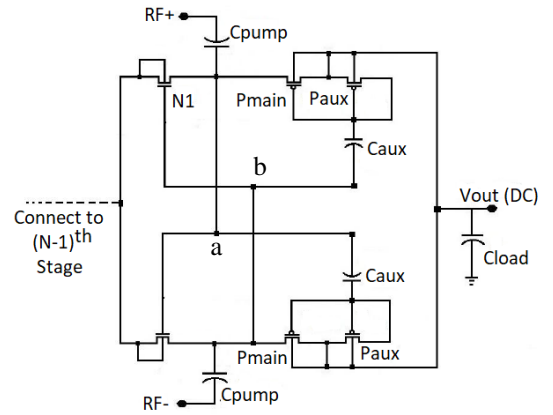 RF+
Cpump
N1
Pmain
Paux
Caux
b
Connect to
(N-1)th
Stage
Vout (DC)
a
Caux
Cload
Pmain
Paux
Cpump
RF-